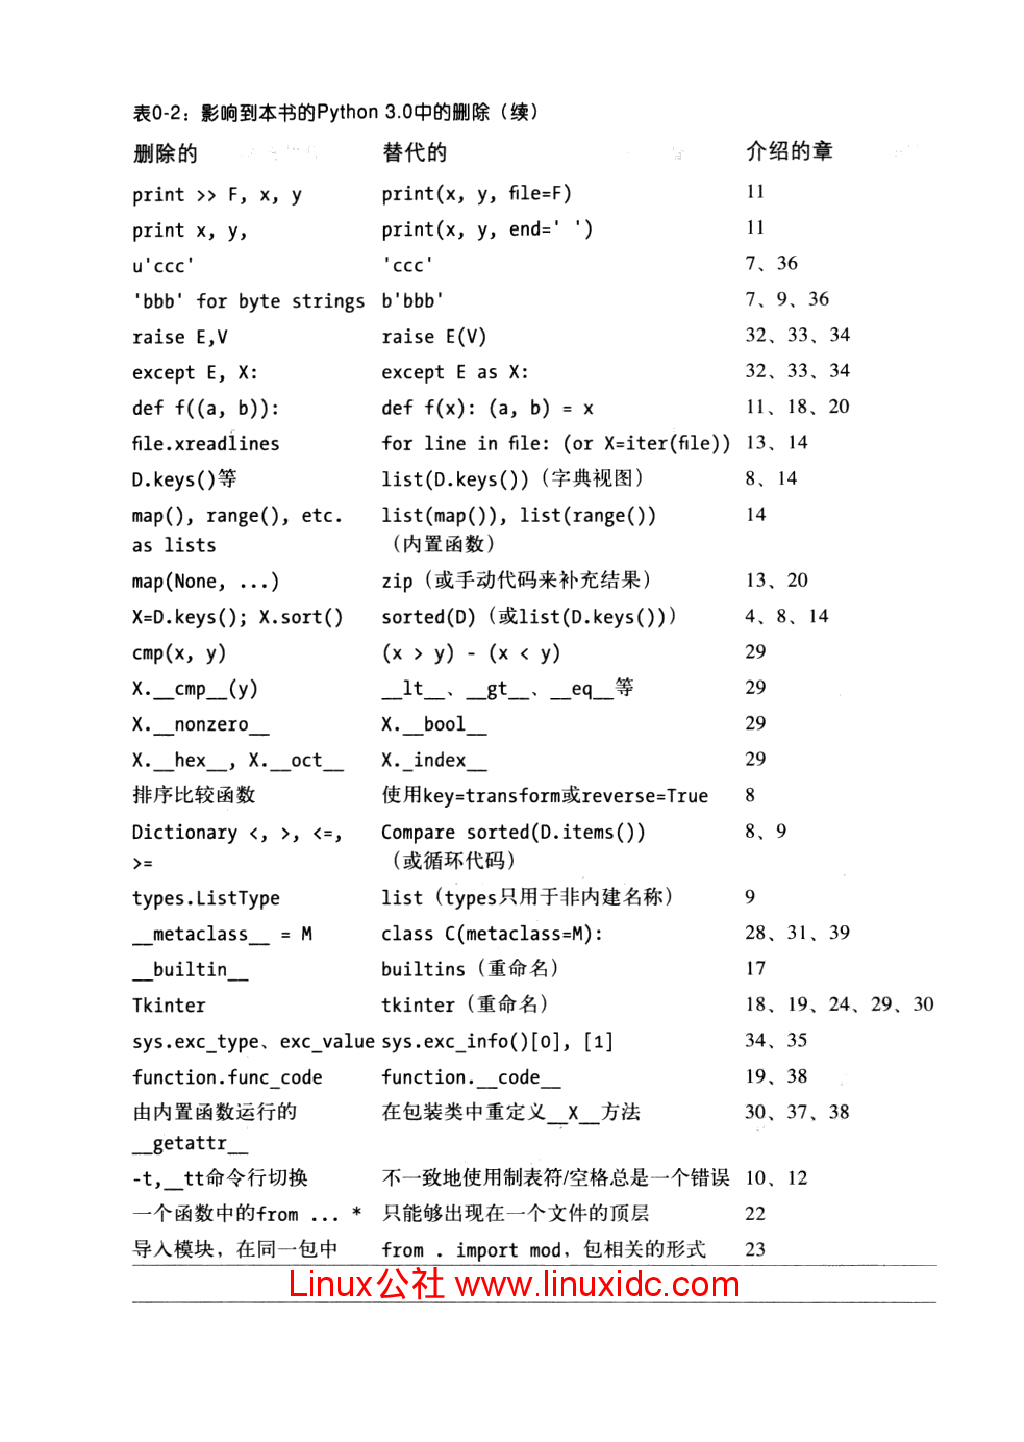 表0-2：影响到本书的Python 3.0中的删除（续）
删除的 替代的 介绍的章
print >> F, x, y print(x, y, file=F) 11
print x, y, print(x, y, end=' ') 11
u'ccc' 'ccc' 7、36
'bbb' for byte strings b'bbb' 7、9、36
raise E,V raise E(V) 32、33、34
except E, X: except E as X: 32、33、34
def f((a, b)): def f(x): (a, b) = x 11、18、20
file.xreadlines for line in file: (or X=iter(file)) 13、14
D.keys()等 list(D.keys())（字典视图） 8、14
map(), range(), etc. list(map()), list(range()) 14
as lists （内置函数）
map(None, ...) zip（或手动代码来补充结果） 13、20
X=D.keys(); X.sort() sorted(D)（或list(D.keys())） 4、8、14
cmp(x, y) (x > y) - (x < y) 29
X.__cmp__(y) __lt__、__gt__、__eq__等 29
X.__nonzero__ X.__bool__ 29
X.__hex__, X.__oct__ X._index__ 29
排序比较函数 使用key=transform或reverse=True 8
Dictionary <, >, <=, Compare sorted(D.items()) 8、9
>= （或循环代码）
types.ListType list（types只用于非内建名称） 9
__metaclass__ = M class C(metaclass=M): 28、31、39
__builtin__ builtins（重命名） 17
Tkinter tkinter（重命名） 18、19、24、29、30
sys.exc_type、exc_value sys.exc_info()[0], [1] 34、35
function.func_code function.__code__ 19、38
由内置函数运行的 在包装类中重定义__X__方法 30、37、38
__getattr__
-t,__tt命令行切换 不一致地使用制表符/空格总是一个错误 10、12
一个函数中的from ... * 只能够出现在一个文件的顶层 22
导入模块，在同一包中 from . import mod，包相关的形式 23
Linux公社 www.linuxidc.com